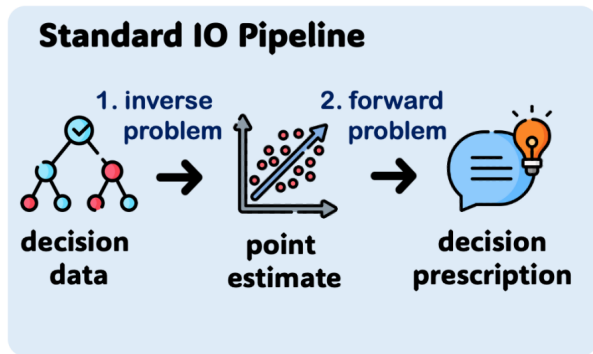 Standard IO Pipeline
1. inverse
problem
2. forward
problem
decision
data
point
estimate
decision
prescription